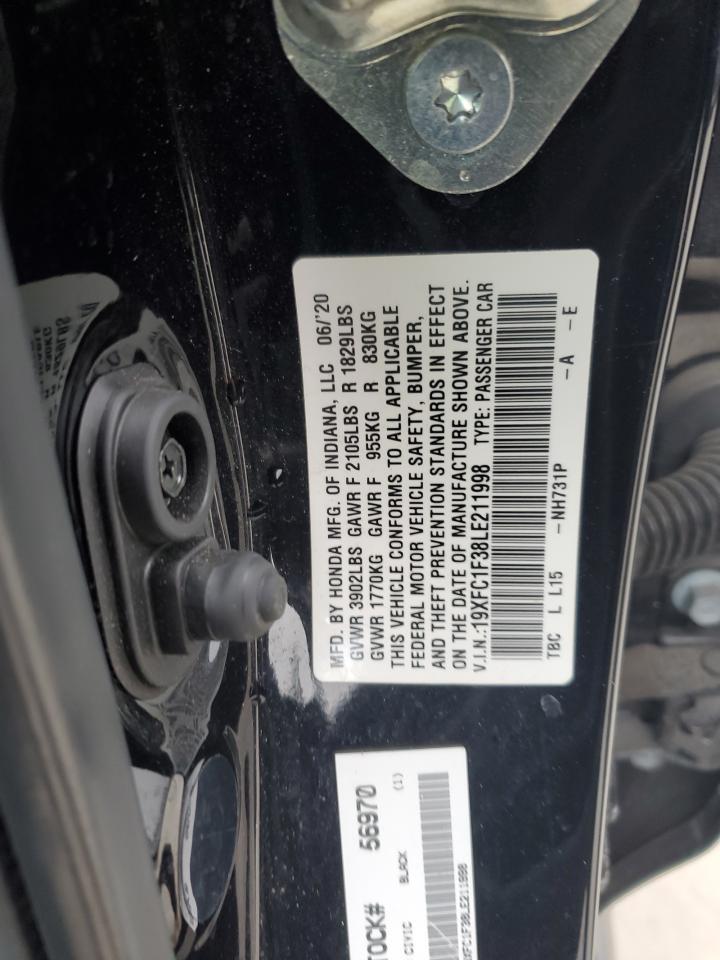 MFD. BY HONDA MFG. OF INDIANA, LLC 06/'20
GVWR 3902LBS GAWR F 2105LBS R 1829LBS
GVWR 1770KG GAWR F 955KG R 830KG
THIS VEHICLE CONFORMS TO ALL APPLICABLE
FEDERAL MOTOR VEHICLE SAFETY, BUMPER,
AND THEFT PREVENTION STANDARDS IN EFFECT
ON THE DATE OF MANUFACTURE SHOWN ABOVE.
V.I.N.:19XFC1F38LE211998 TYPE: PASSENGER CAR
TBC L L15 -NH731P -A -E
TOCK# 56970
CIVIC BLACK (1)
XFC1F38LE211998